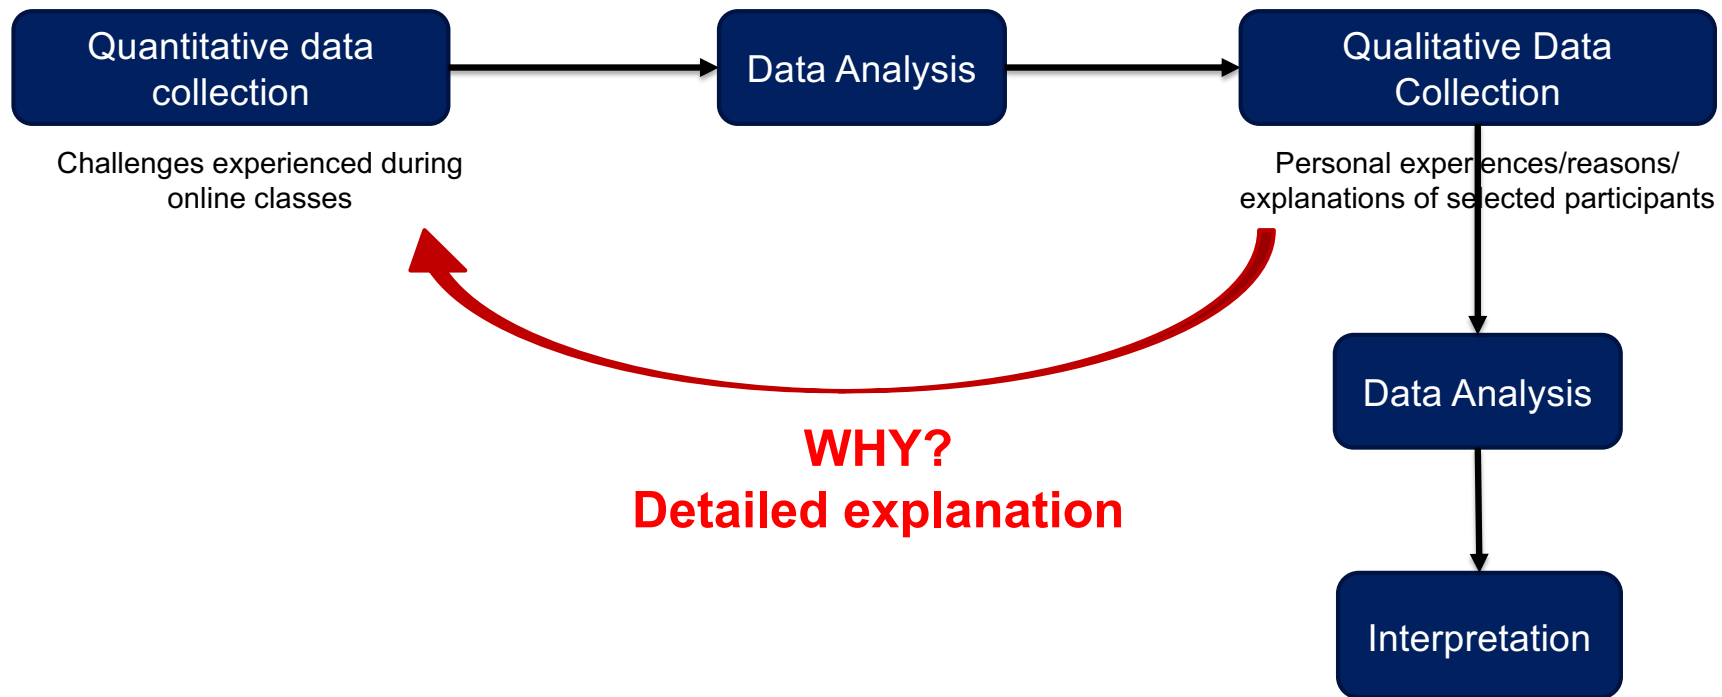 Quantitative data
collection
Data Analysis
Qualitative Data
Collection
Challenges experienced during
online classes
Personal experiences/reasons/
explanations of selected participants
Data Analysis
WHY?
Detailed explanation
Interpretation